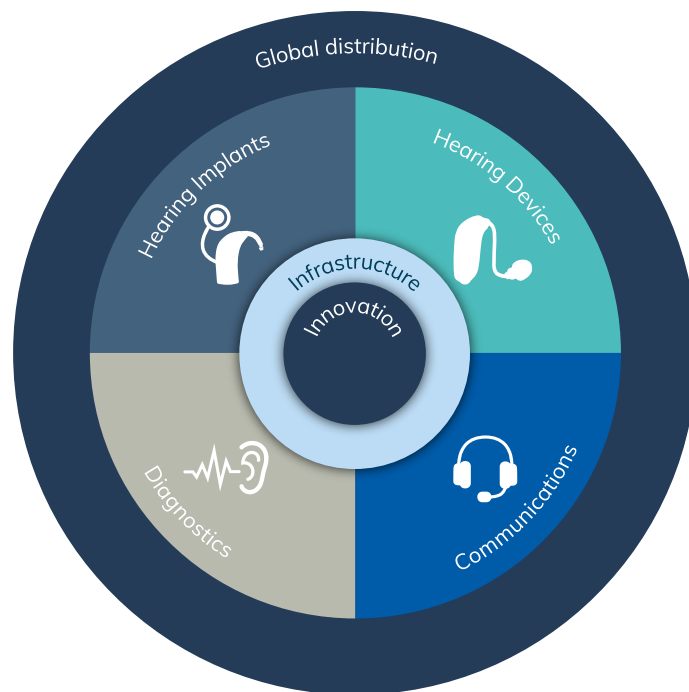 Global distribution
Hearing Implants
Hearing Devices
Infrastructure
Innovation
Diagnostics
Communications